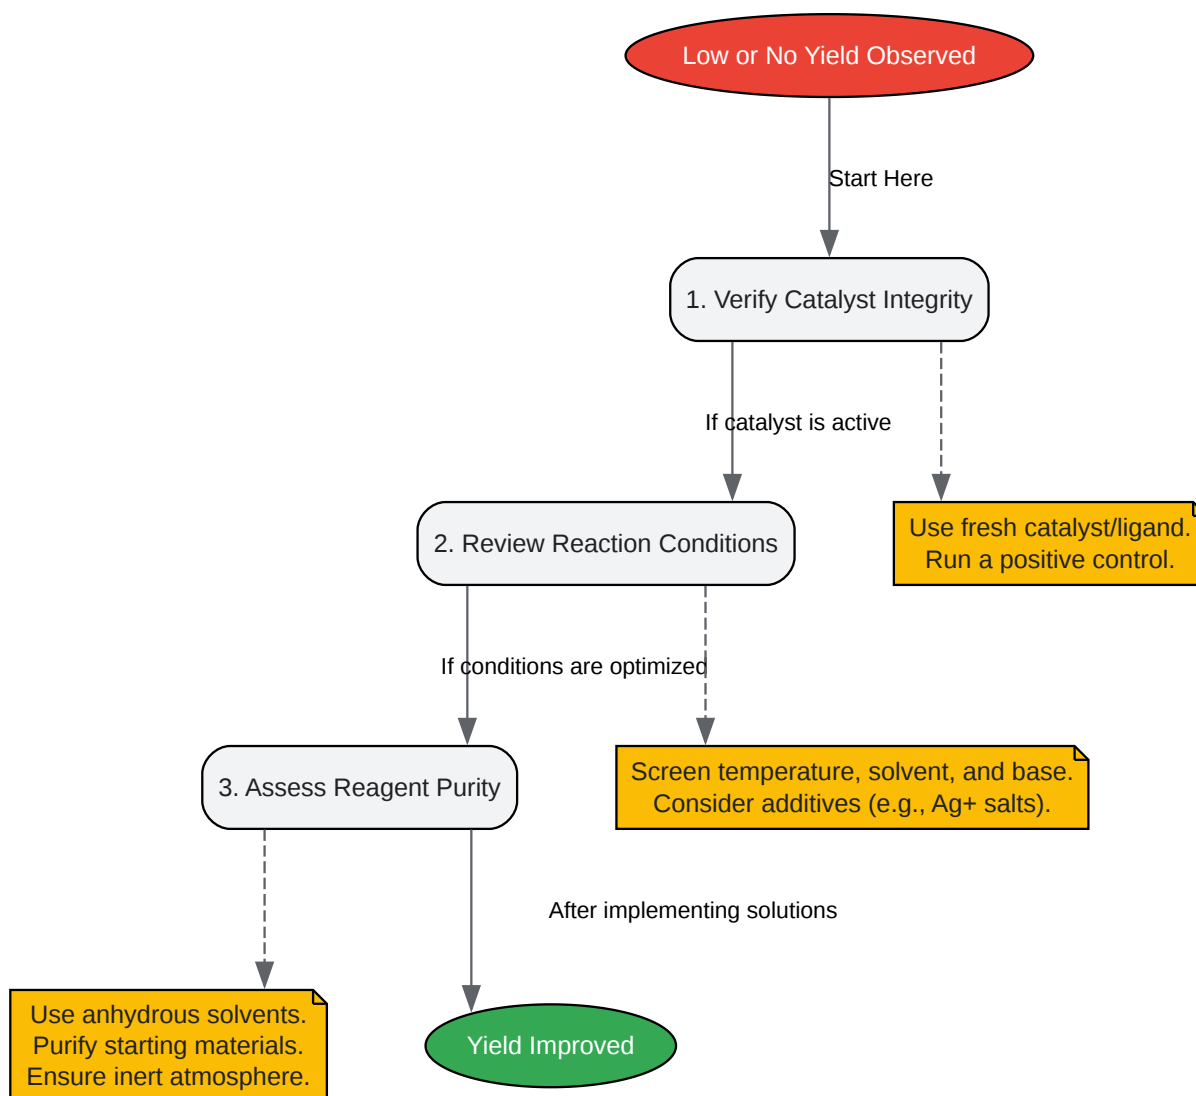 Low or No Yield Observed
Start Here
1. Verify Catalyst Integrity
If catalyst is active
2. Review Reaction Conditions
Use fresh catalyst/ligand.
Run a positive control.
If conditions are optimized
3. Assess Reagent Purity
Screen temperature, solvent, and base.
Consider additives (e.g., Ag+ salts).
After implementing solutions
Use anhydrous solvents.
Purify starting materials.
Ensure inert atmosphere.
Yield Improved